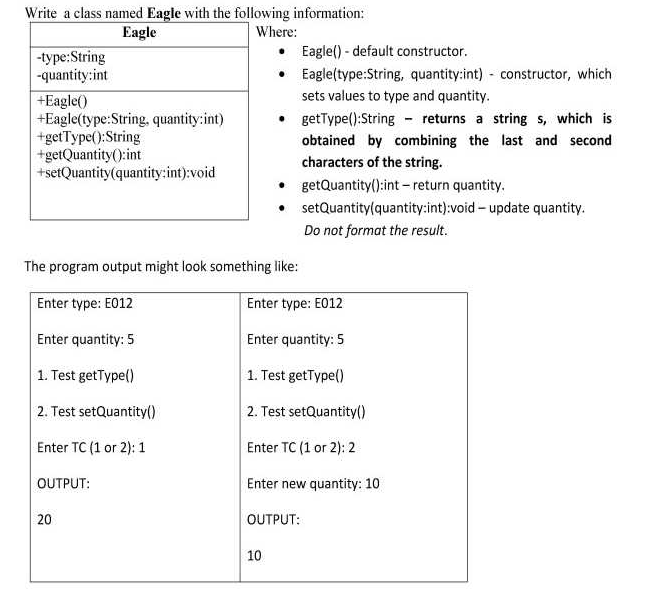 Write a class named Eagle with the following information:
Eagle
-type:String
-quantity:int
+Eagle()
+Eagle(type:String, quantity:int)
+getType():String
+getQuantity():int
+setQuantity(quantity:int):void
Where:
• Eagle() - default constructor.
• Eagle(type:String, quantity:int) - constructor, which
sets values to type and quantity.
• getType():String – returns a string s, which is
obtained by combining the last and second
characters of the string.
• getQuantity():int – return quantity.
• setQuantity(quantity:int):void – update quantity.
Do not format the result.
The program output might look something like:
Enter type: E012
Enter quantity: 5
1. Test getType()
2. Test setQuantity()
Enter TC (1 or 2): 1
OUTPUT:
20
Enter type: E012
Enter quantity: 5
1. Test getType()
2. Test setQuantity()
Enter TC (1 or 2): 2
Enter new quantity: 10
OUTPUT:
10